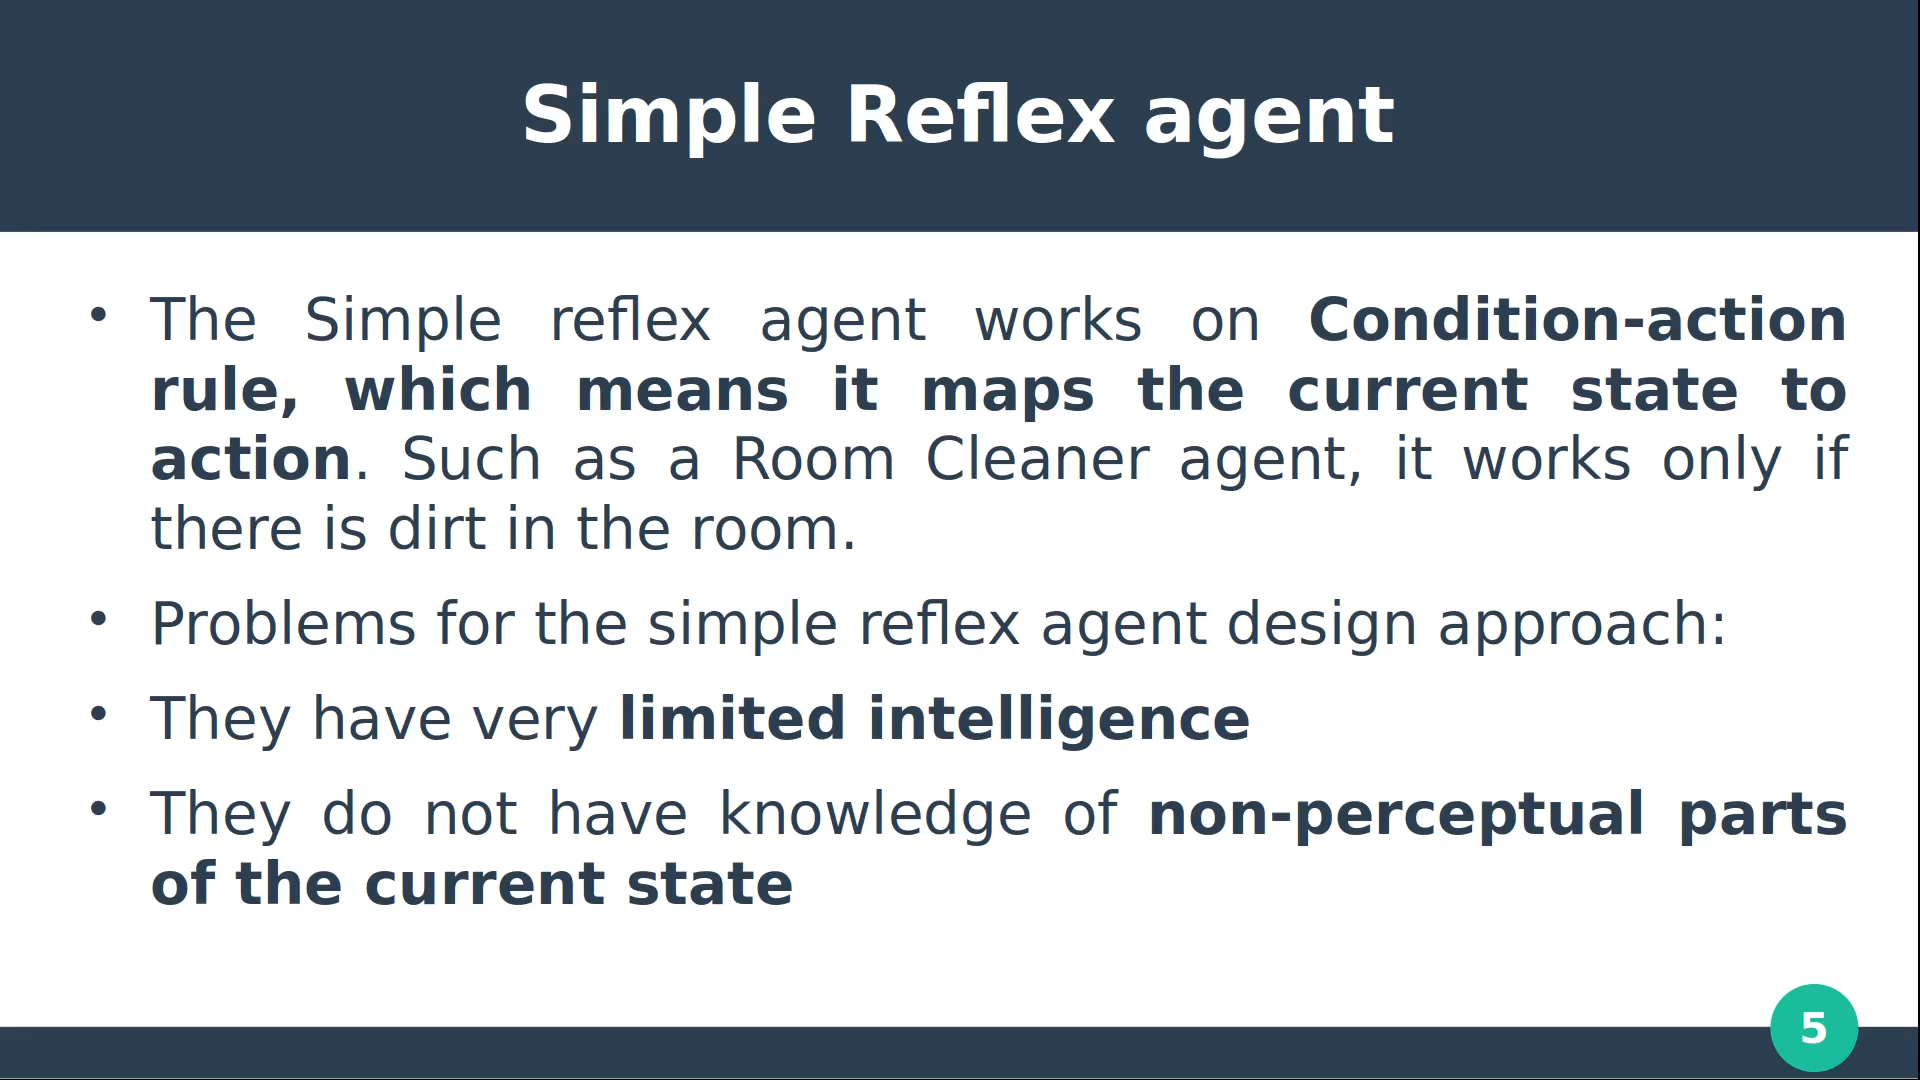 Simple Reflex agent
• The Simple reflex agent works on Condition-action
rule, which means it maps the current state to
action. Such as a Room Cleaner agent, it works only if
there is dirt in the room.
• Problems for the simple reflex agent design approach:
• They have very limited intelligence
• They do not have knowledge of non-perceptual parts
of the current state
5